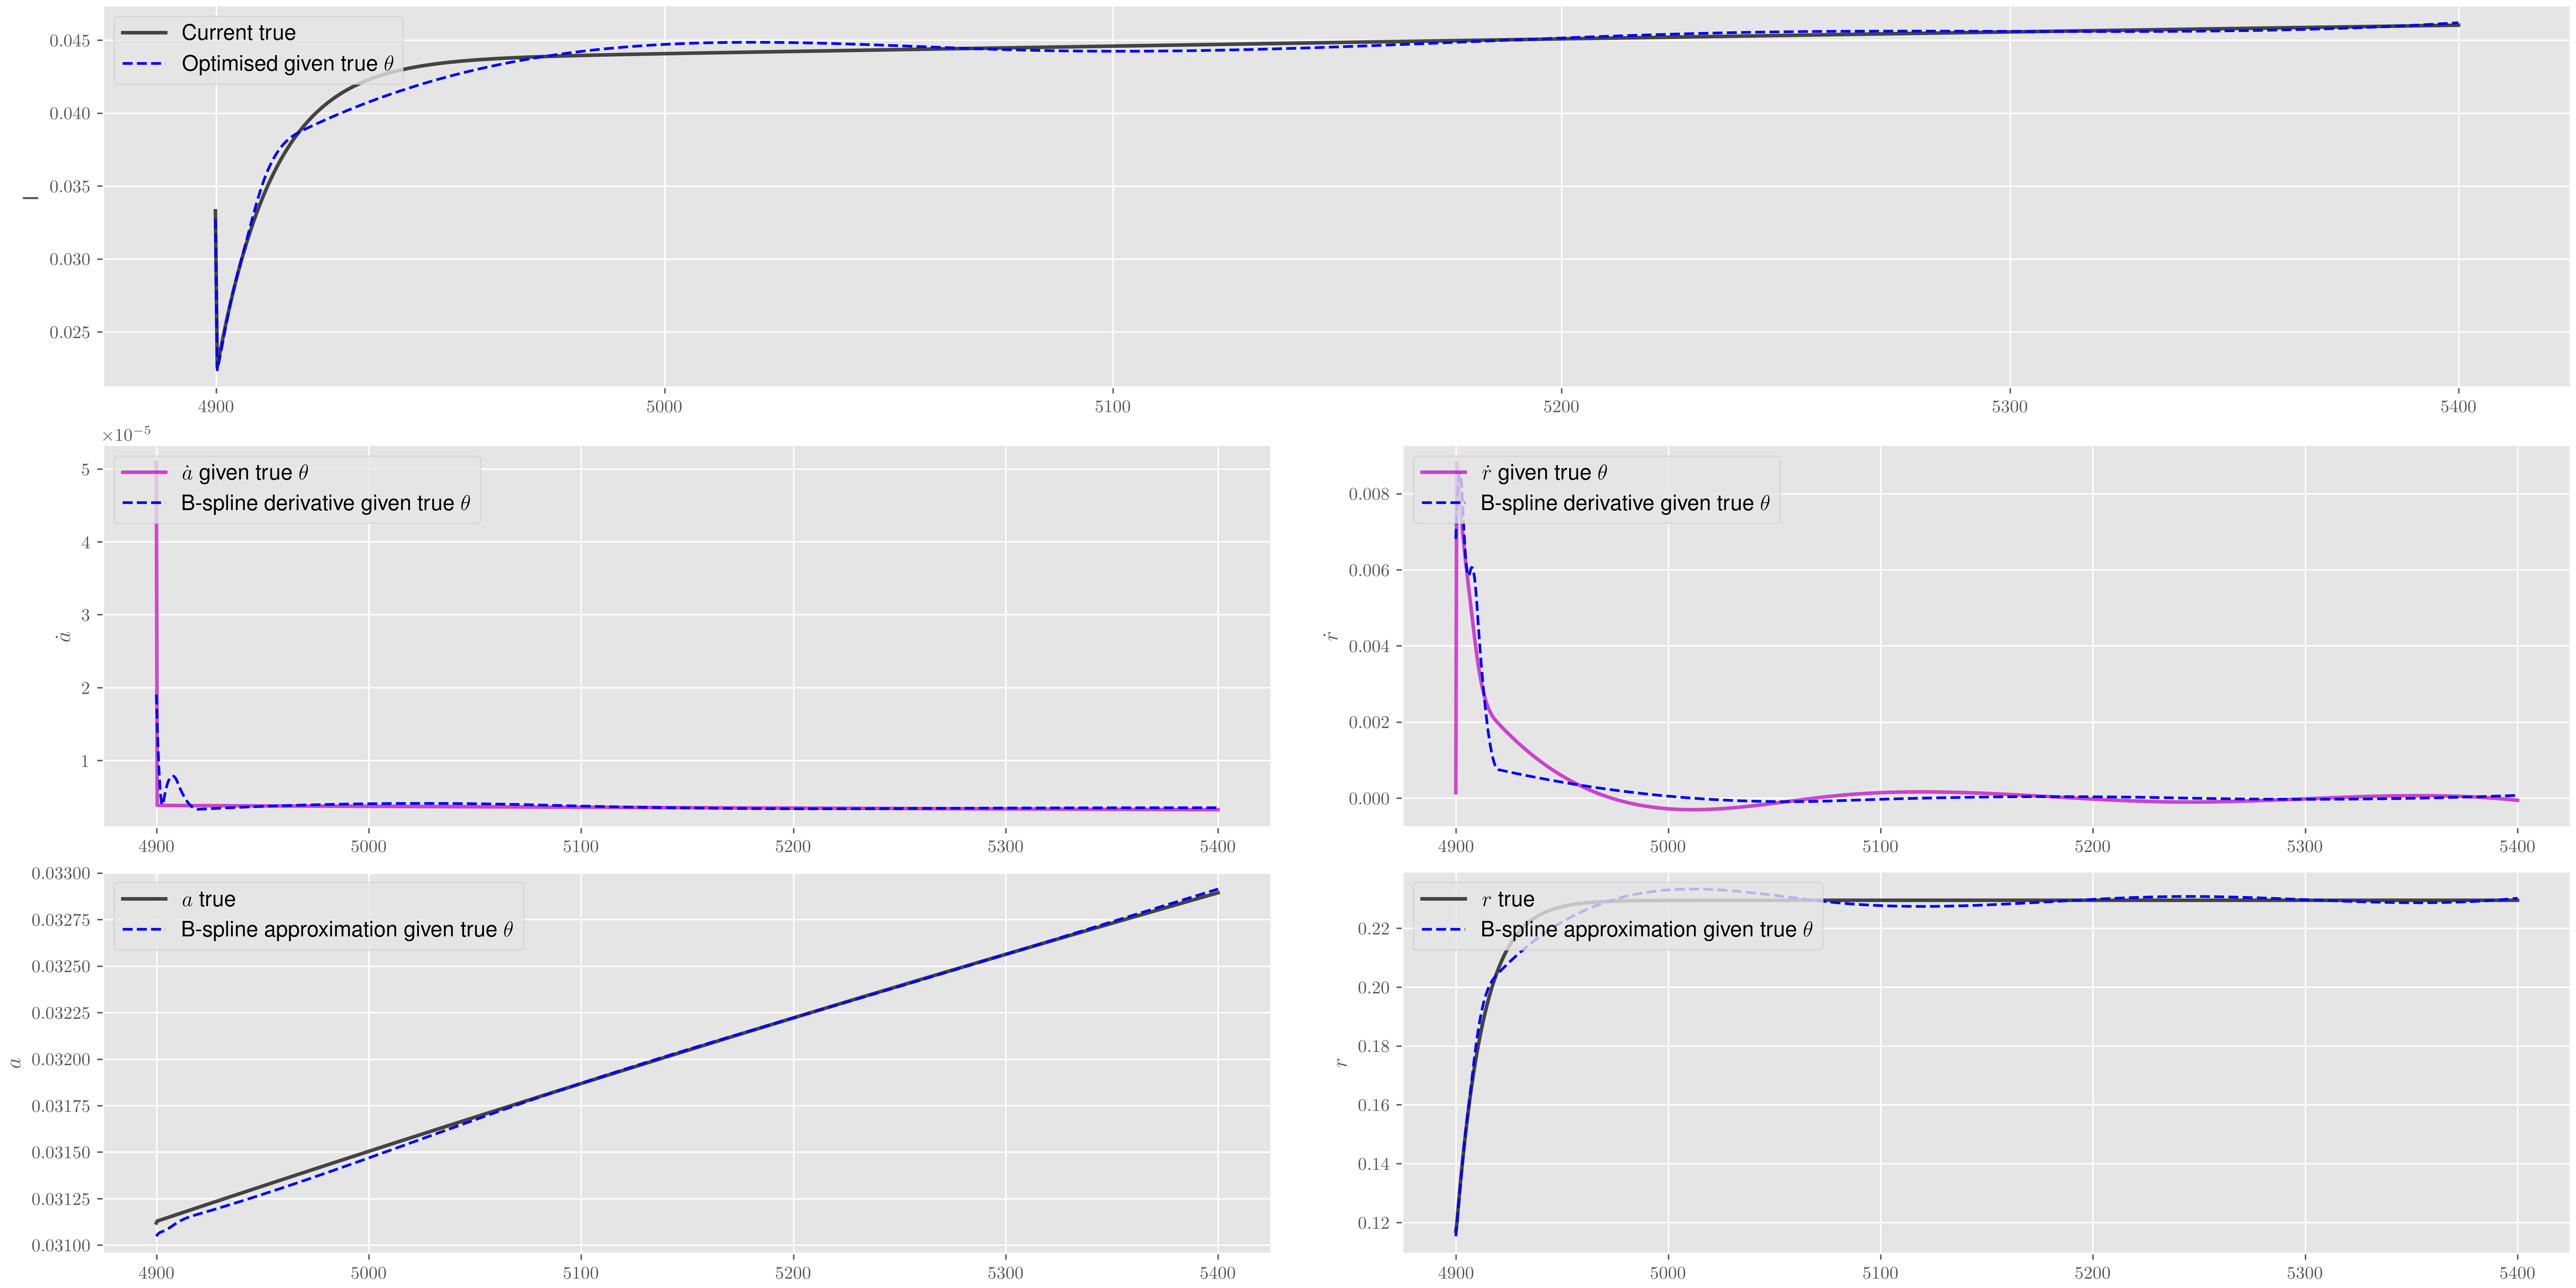 Current true
Optimised given true θ
0.045
0.040
0.035
0.030
0.025
I
4900 5000 5100 5200 5300 5400
×10⁻⁵
ȧ given true θ
B-spline derivative given true θ
5
4
3
2
1
ȧ
4900 5000 5100 5200 5300 5400
ṙ given true θ
B-spline derivative given true θ
0.008
0.006
0.004
0.002
0.000
ṙ
4900 5000 5100 5200 5300 5400
a true
B-spline approximation given true θ
0.03300
0.03275
0.03250
0.03225
0.03200
0.03175
0.03150
0.03125
0.03100
a
4900 5000 5100 5200 5300 5400
r true
B-spline approximation given true θ
0.22
0.20
0.18
0.16
0.14
0.12
r
4900 5000 5100 5200 5300 5400